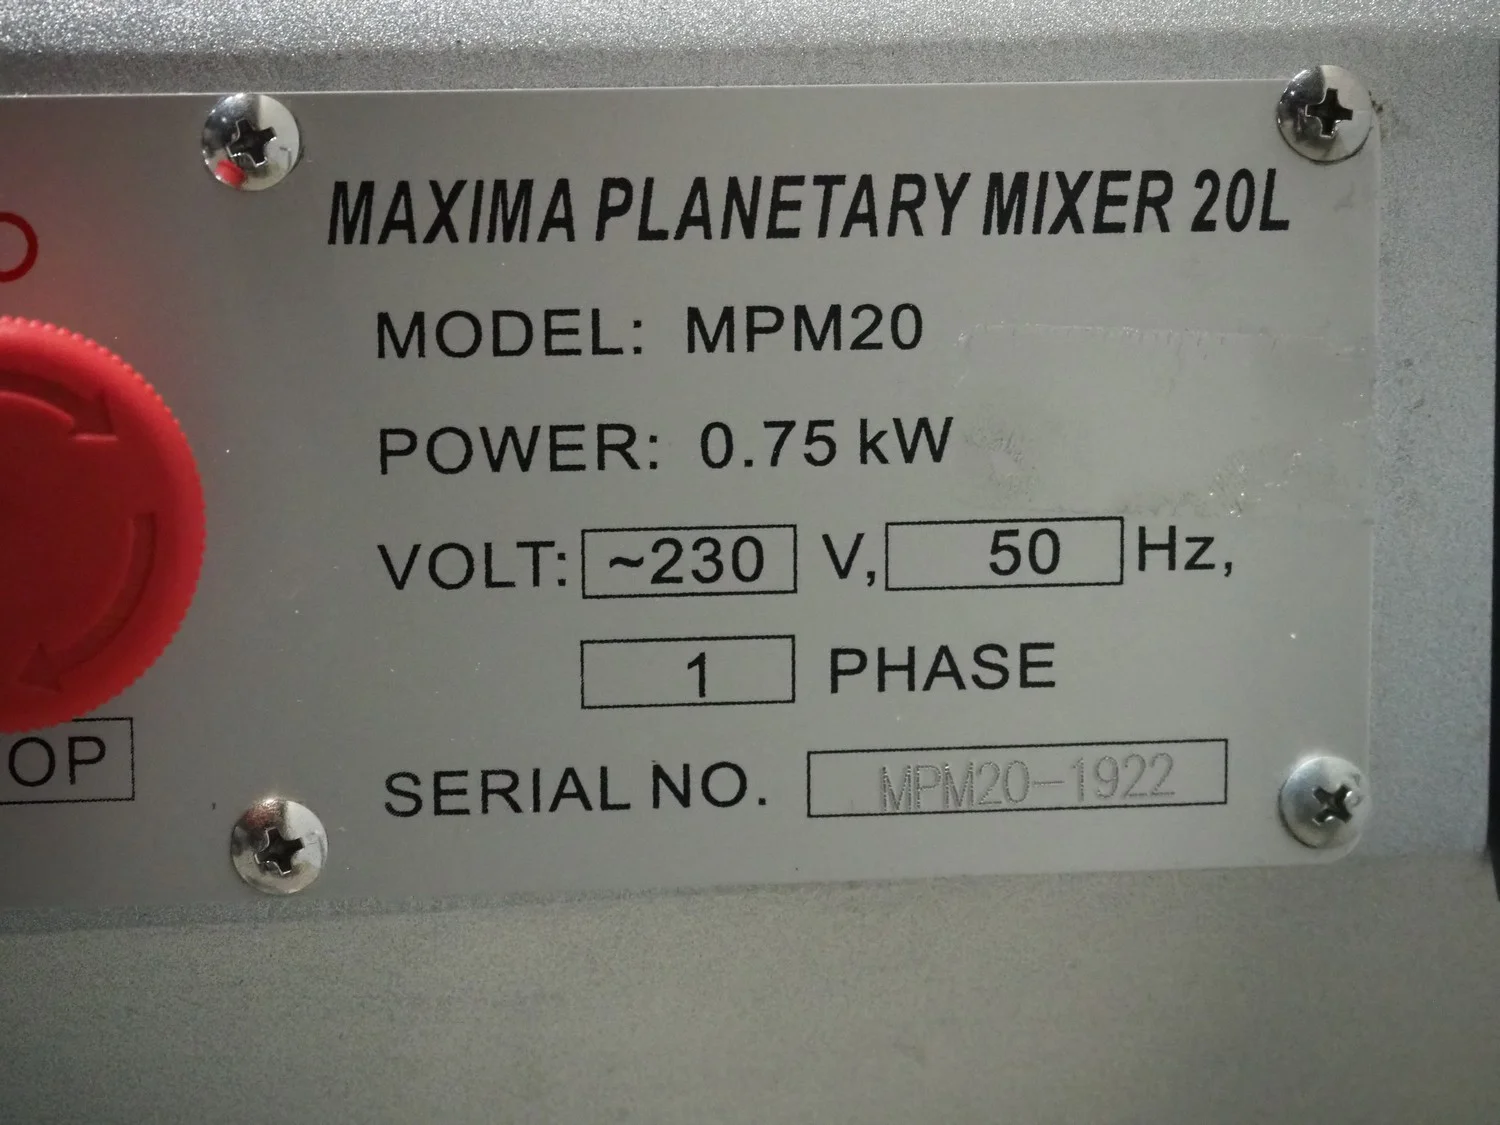 MAXIMA PLANETARY MIXER 20L
MODEL: MPM20
POWER: 0.75 kW
VOLT: ~230 V, 50 Hz,
1 PHASE
SERIAL NO. MPM20-1922
OP